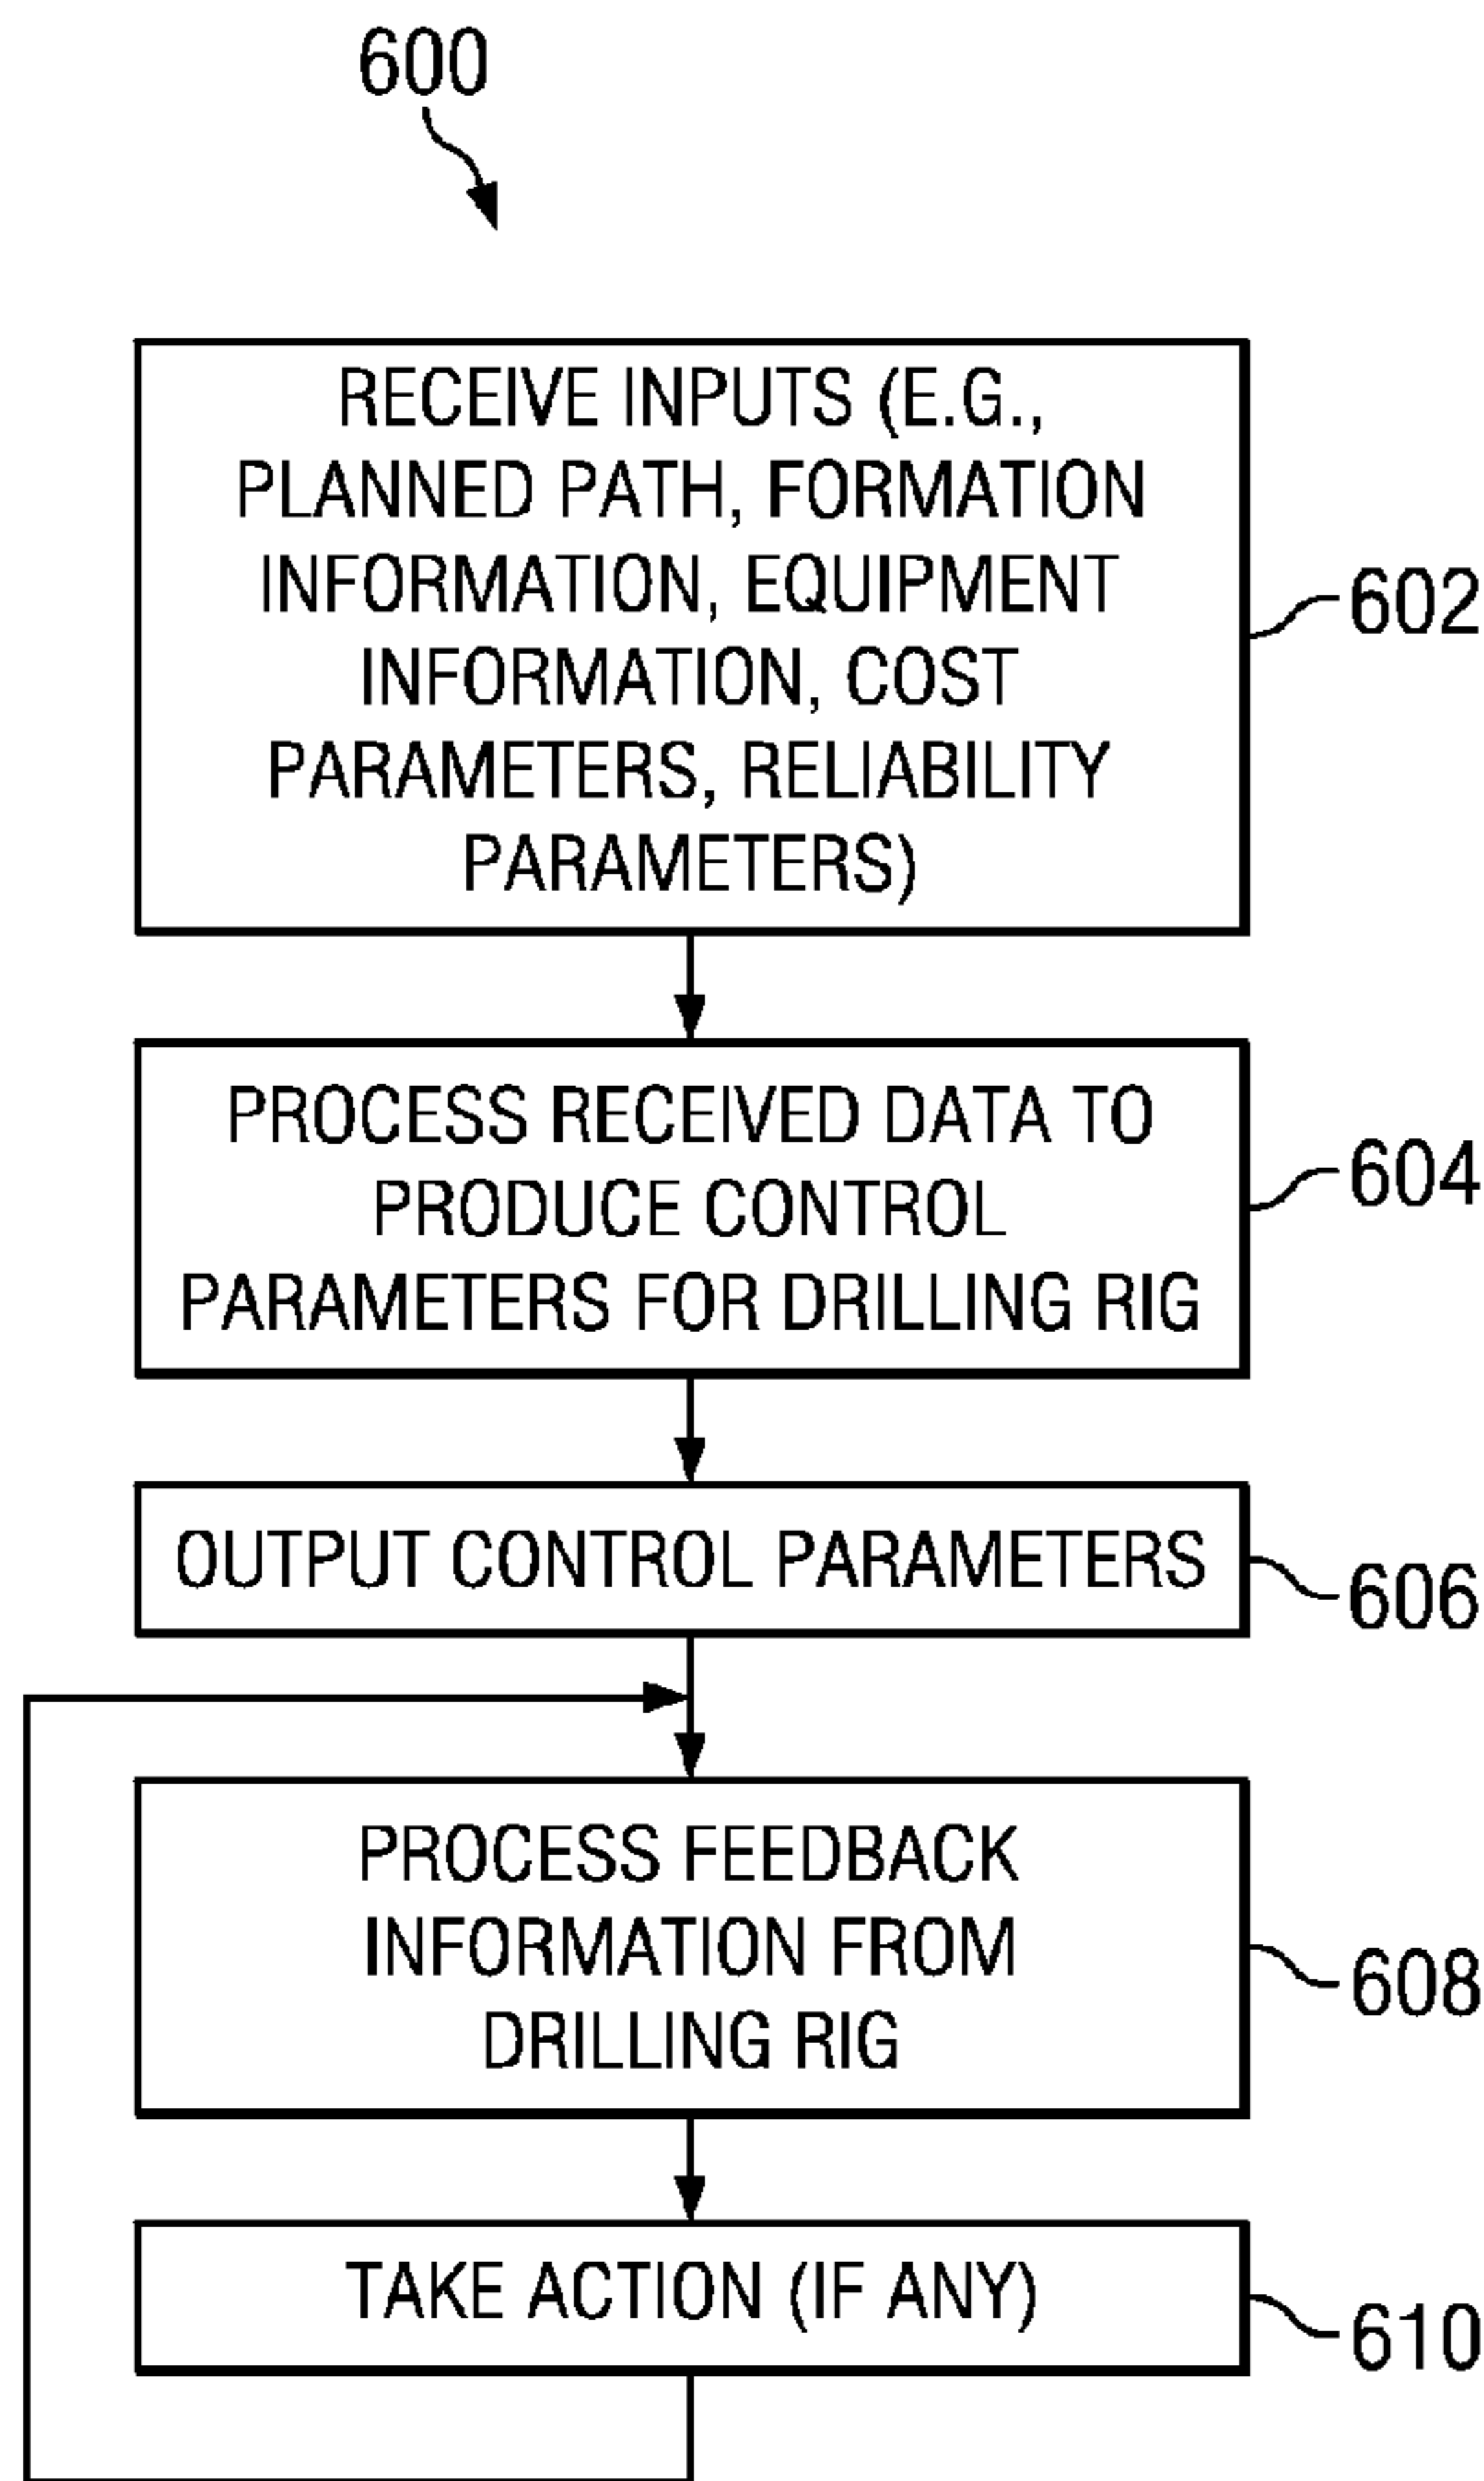 600
RECEIVE INPUTS (E.G.,
PLANNED PATH, FORMATION
INFORMATION, EQUIPMENT
INFORMATION, COST
PARAMETERS, RELIABILITY
PARAMETERS)
602
PROCESS RECEIVED DATA TO
PRODUCE CONTROL
PARAMETERS FOR DRILLING RIG
604
OUTPUT CONTROL PARAMETERS
606
PROCESS FEEDBACK
INFORMATION FROM
DRILLING RIG
608
TAKE ACTION (IF ANY)
610